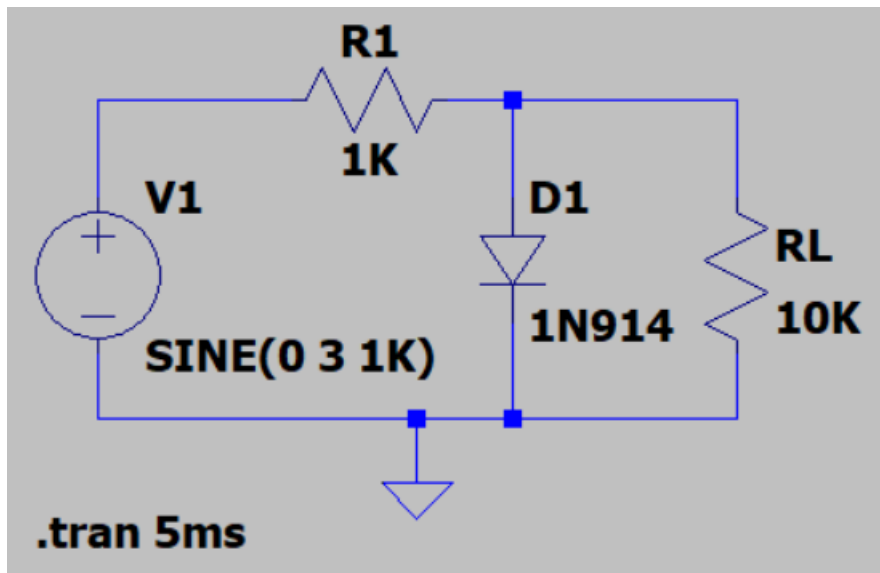 R1
1K
V1
SINE(0 3 1K)
D1
1N914
RL
10K
.tran 5ms